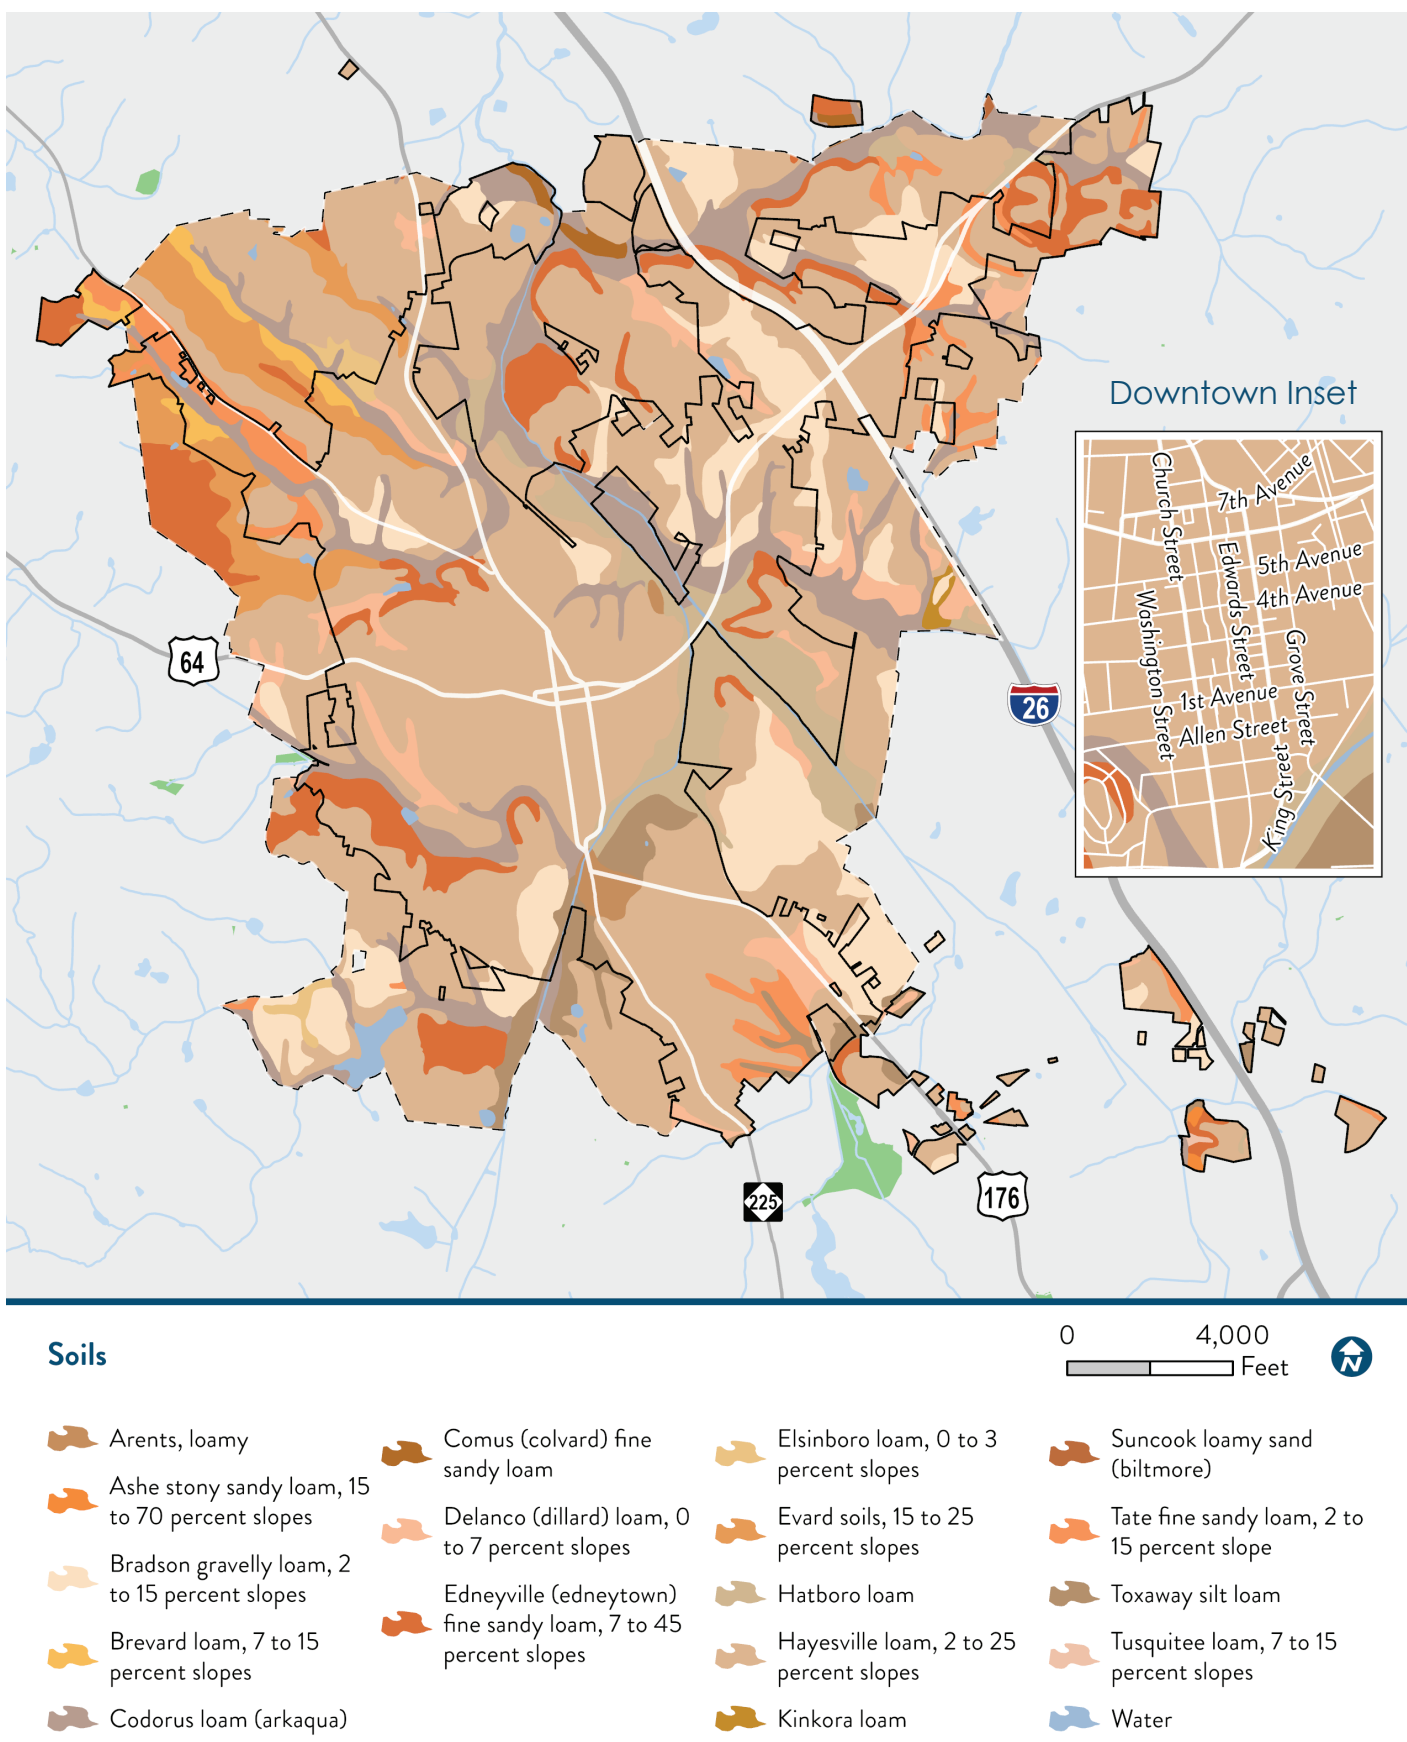 Downtown Inset
Church Street
7th Avenue
Edwards Street
5th Avenue
4th Avenue
Washington Street
Grove Street
1st Avenue
Allen Street
King Street
64
26
225
176
Soils
0 4,000
Feet
N
Arents, loamy
Ashe stony sandy loam, 15
to 70 percent slopes
Bradson gravelly loam, 2
to 15 percent slopes
Brevard loam, 7 to 15
percent slopes
Codorus loam (arkaqua)
Comus (colvard) fine
sandy loam
Delanco (dillard) loam, 0
to 7 percent slopes
Edneyville (edneytown)
fine sandy loam, 7 to 45
percent slopes
Elsinboro loam, 0 to 3
percent slopes
Evard soils, 15 to 25
percent slopes
Hatboro loam
Hayesville loam, 2 to 25
percent slopes
Kinkora loam
Suncook loamy sand
(biltmore)
Tate fine sandy loam, 2 to
15 percent slope
Toxaway silt loam
Tusquitee loam, 7 to 15
percent slopes
Water